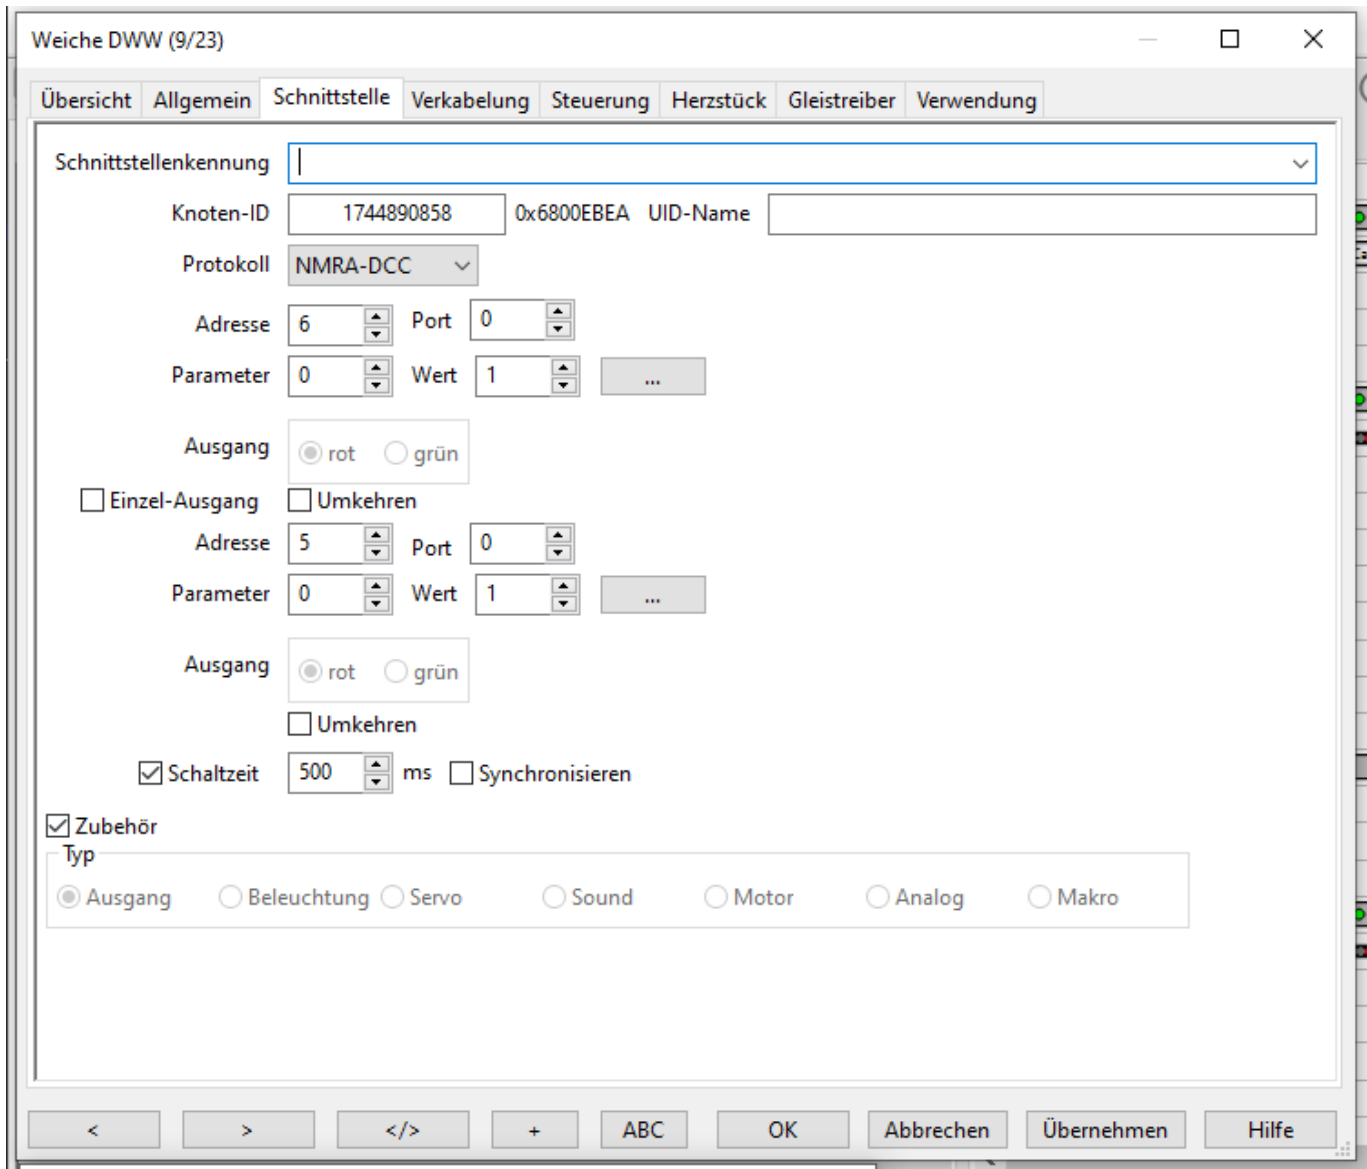 Weiche DWW (9/23)
Übersicht Allgemein Schnittstelle Verkabelung Steuerung Herzstück Gleistreiber Verwendung
Schnittstellenkennung
Knoten-ID 1744890858 0x6800EBEA UID-Name
Protokoll NMRA-DCC
Adresse 6 Port 0
Parameter 0 Wert 1 ...
Ausgang rot grün
Einzel-Ausgang Umkehren
Adresse 5 Port 0
Parameter 0 Wert 1 ...
Ausgang rot grün
Umkehren
Schaltzeit 500 ms Synchronisieren
Zubehör
Typ
Ausgang Beleuchtung Servo Sound Motor Analog Makro
< > </> + ABC OK Abbrechen Übernehmen Hilfe